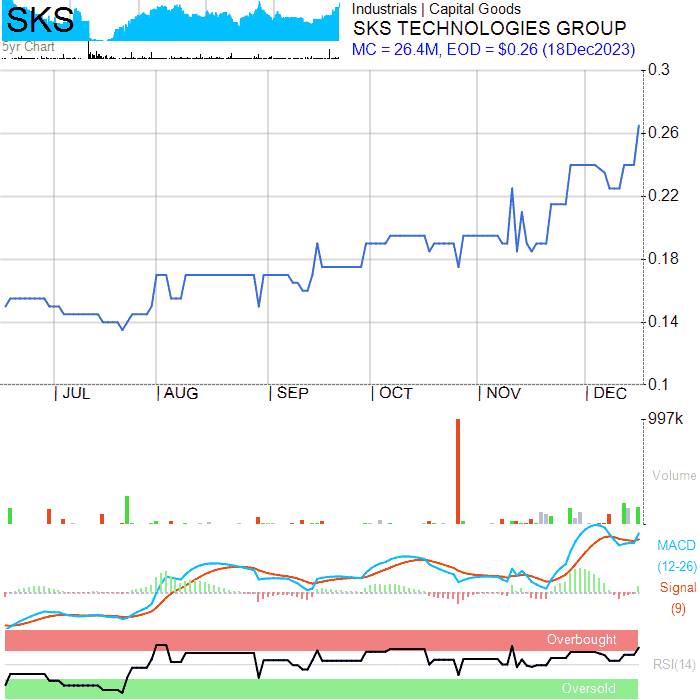 SKS
5yr Chart
Industrials | Capital Goods
SKS TECHNOLOGIES GROUP
MC = 26.4M, EOD = $0.26 (18Dec2023)
0.3
0.26
0.22
0.18
0.14
0.1
JUL AUG SEP OCT NOV DEC
997k
Volume
MACD
(12-26)
Signal
(9)
Overbought
RSI(14)
Oversold